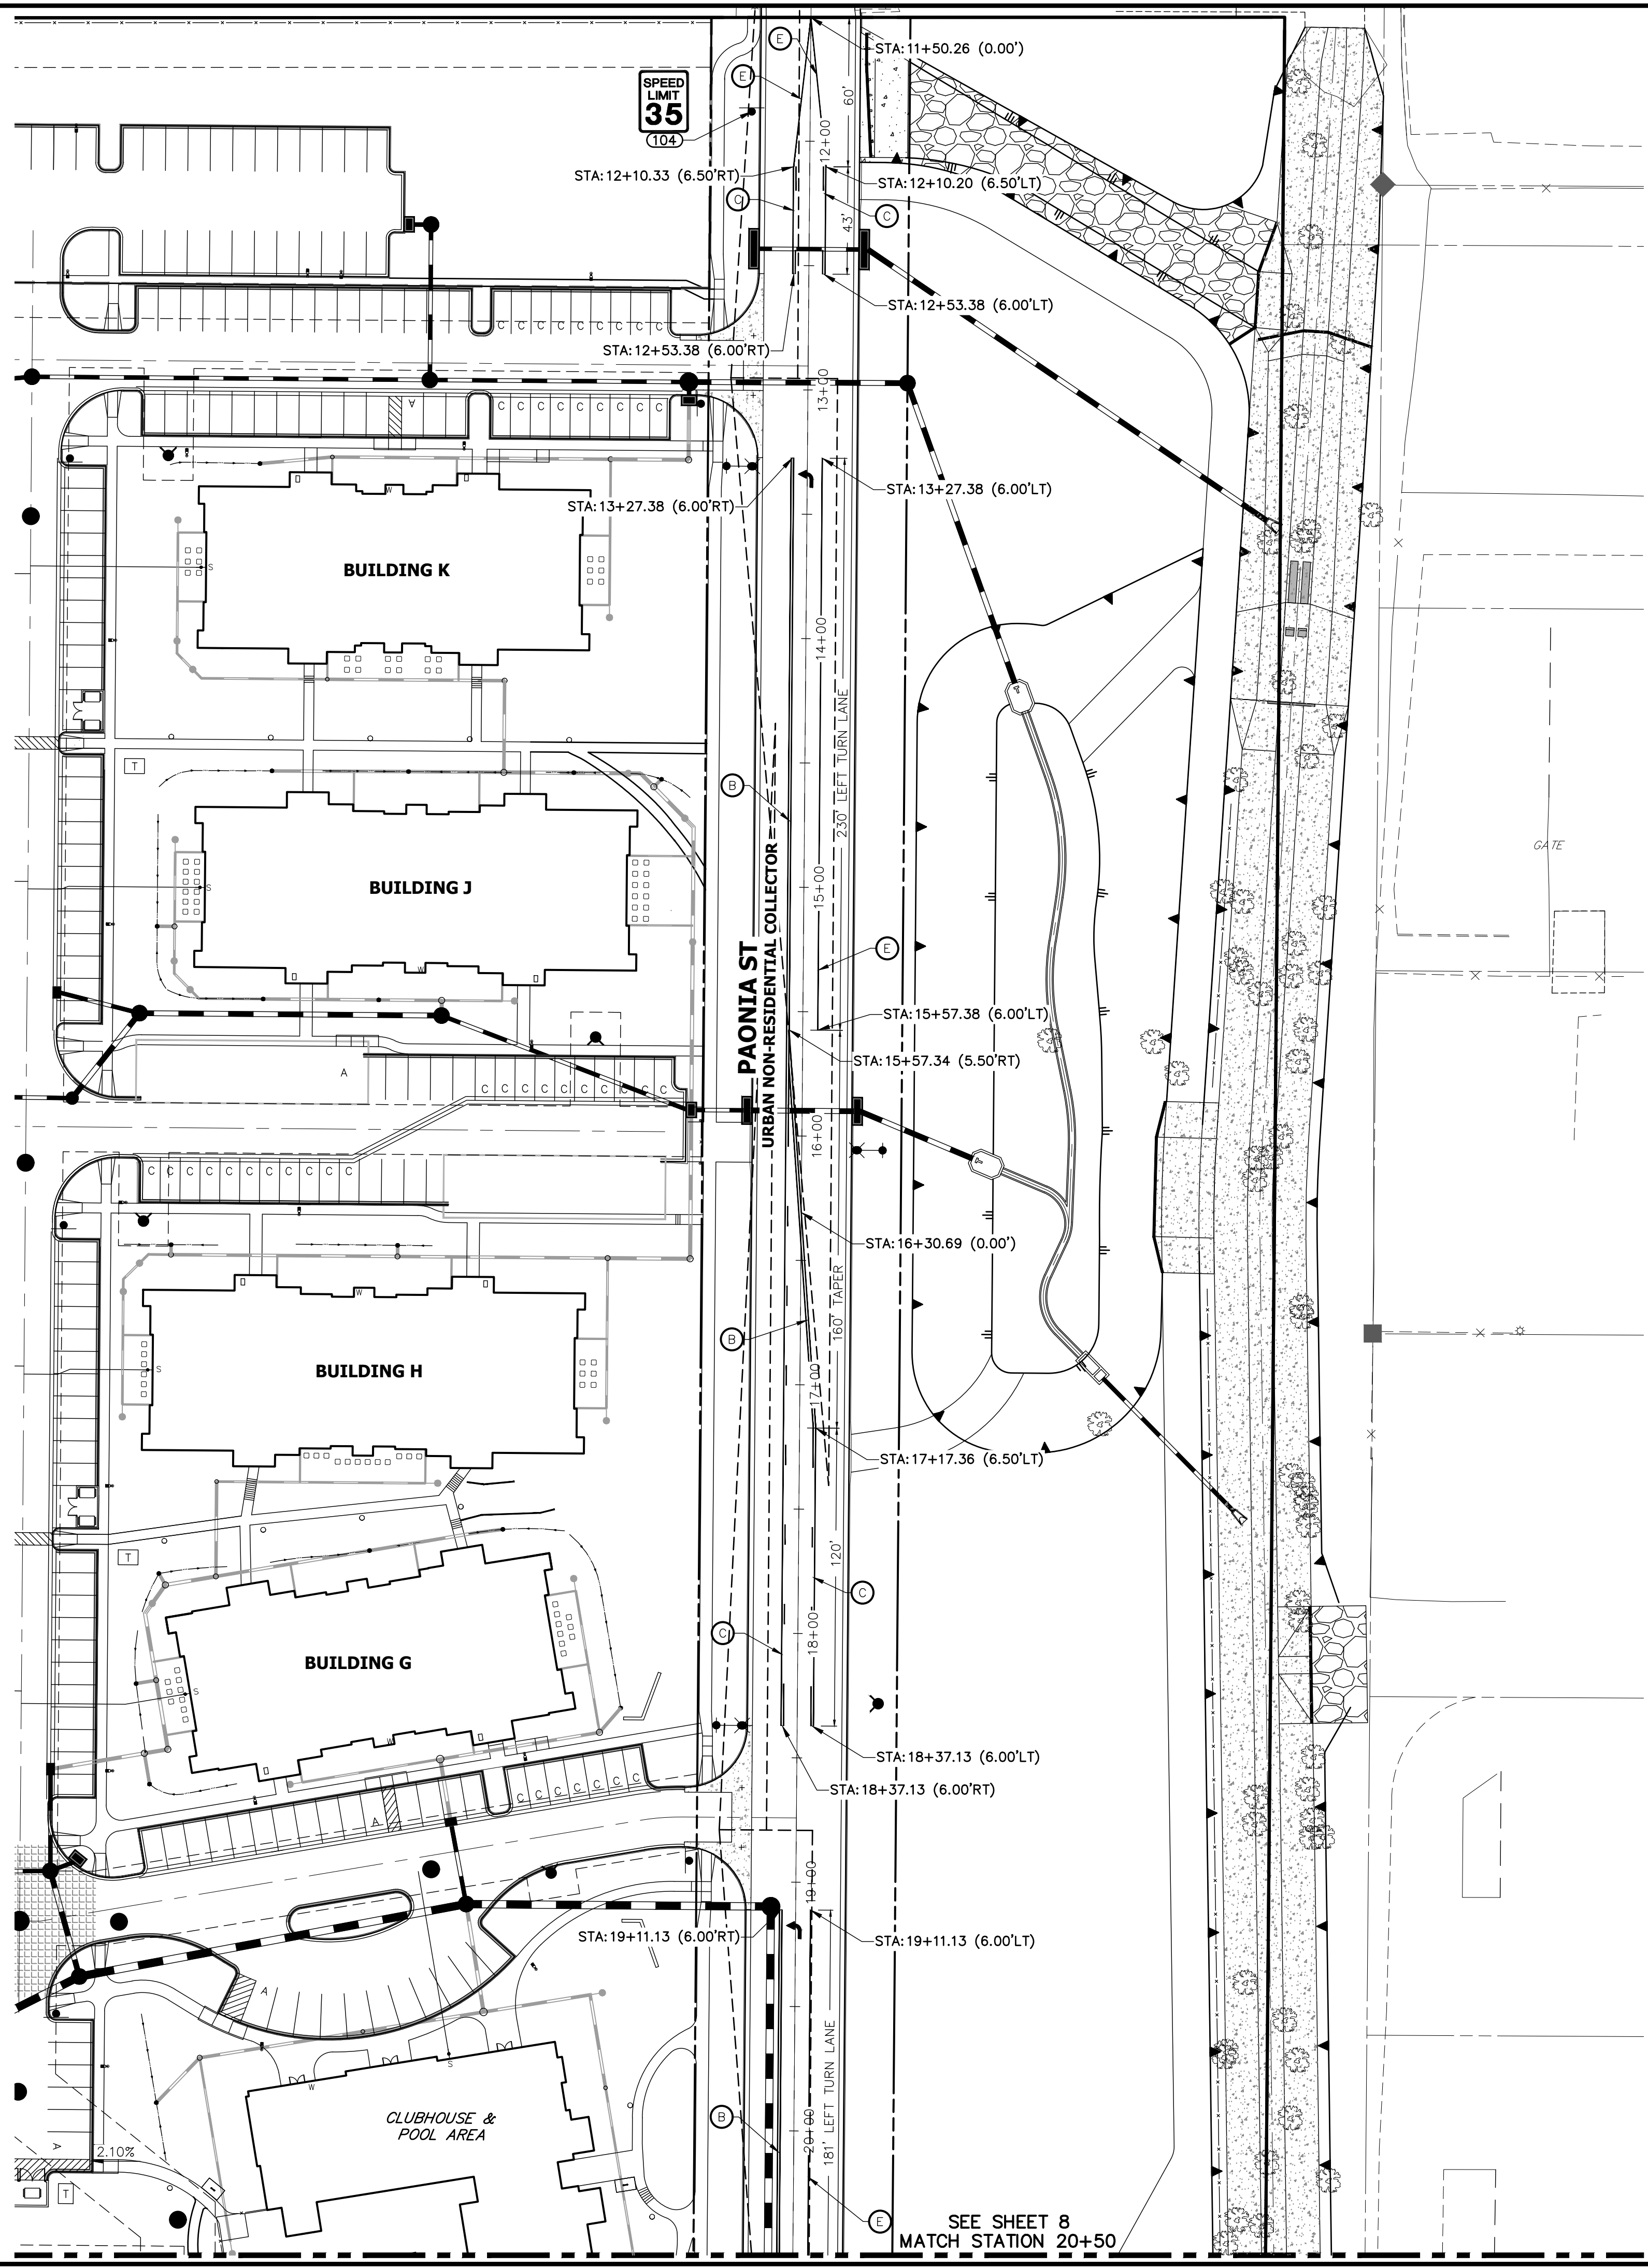 E
STA:11+50.26 (0.00')
E
SPEED
LIMIT
35
104
60'
12+00
STA:12+10.33 (6.50'RT)
STA:12+10.20 (6.50'LT)
C
C
43'
STA:12+53.38 (6.00'LT)
C C C C C C C C C
STA:12+53.38 (6.00'RT)
13+00
A
C C C C C C C C C
STA:13+27.38 (6.00'LT)
W
STA:13+27.38 (6.00'RT)
BUILDING K
S
14+00
230' LEFT TURN LANE
T
B
GATE
BUILDING J
S
15+00
PAONIA ST
URBAN NON-RESIDENTIAL COLLECTOR
E
W
STA:15+57.38 (6.00'LT)
STA:15+57.34 (5.50'RT)
A
C C C C C C C C
16+00
C C C C C C C C C C C
STA:16+30.69 (0.00')
160' TAPER
W
B
BUILDING H
S
17+00
STA:17+17.36 (6.50'LT)
120'
T
C
18+00
C
BUILDING G
S
W
STA:18+37.13 (6.00'LT)
STA:18+37.13 (6.00'RT)
C C C C C C C
A
19+00
STA:19+11.13 (6.00'RT)
STA:19+11.13 (6.00'LT)
A
S
W
CLUBHOUSE &
POOL AREA
B
20+00
181' LEFT TURN LANE
A
2.10%
T
E
SEE SHEET 8
MATCH STATION 20+50